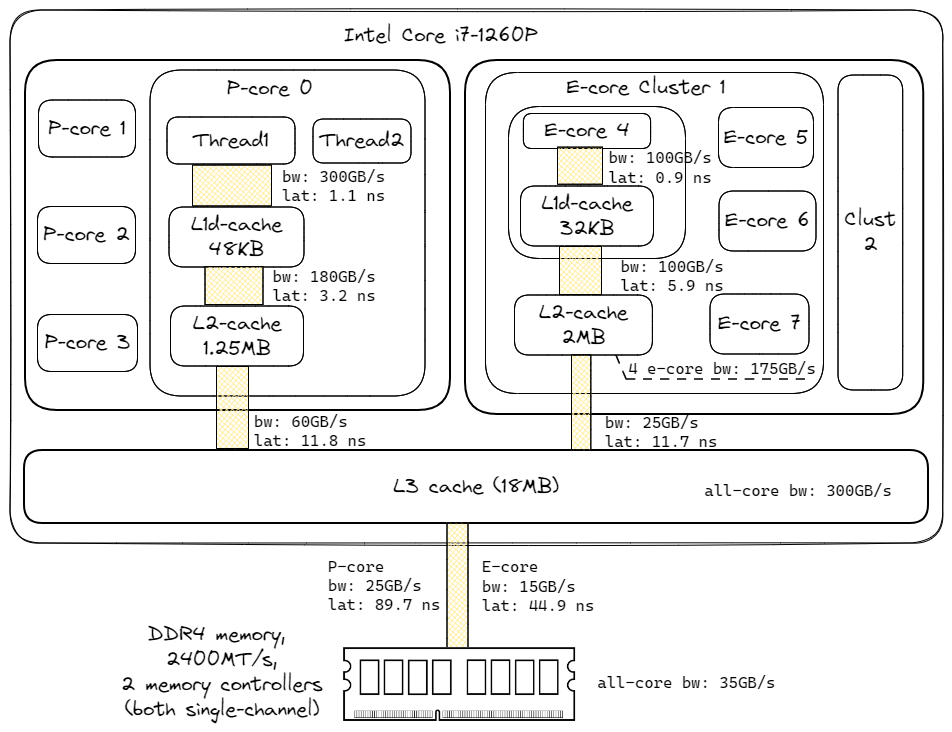 Intel Core i7-1260P
P-core 0
P-core 1
P-core 2
P-core 3
Thread1
Thread2
bw: 300GB/s
lat: 1.1 ns
L1d-cache
48KB
bw: 180GB/s
lat: 3.2 ns
L2-cache
1.25MB
bw: 60GB/s
lat: 11.8 ns
E-core Cluster 1
E-core 4
bw: 100GB/s
lat: 0.9 ns
L1d-cache
32KB
bw: 100GB/s
lat: 5.9 ns
L2-cache
2MB
4 e-core bw: 175GB/s
E-core 5
E-core 6
E-core 7
Clust
2
bw: 25GB/s
lat: 11.7 ns
L3 cache (18MB)
all-core bw: 300GB/s
P-core
bw: 25GB/s
lat: 89.7 ns
E-core
bw: 15GB/s
lat: 44.9 ns
DDR4 memory,
2400MT/s,
2 memory controllers
(both single-channel)
all-core bw: 35GB/s